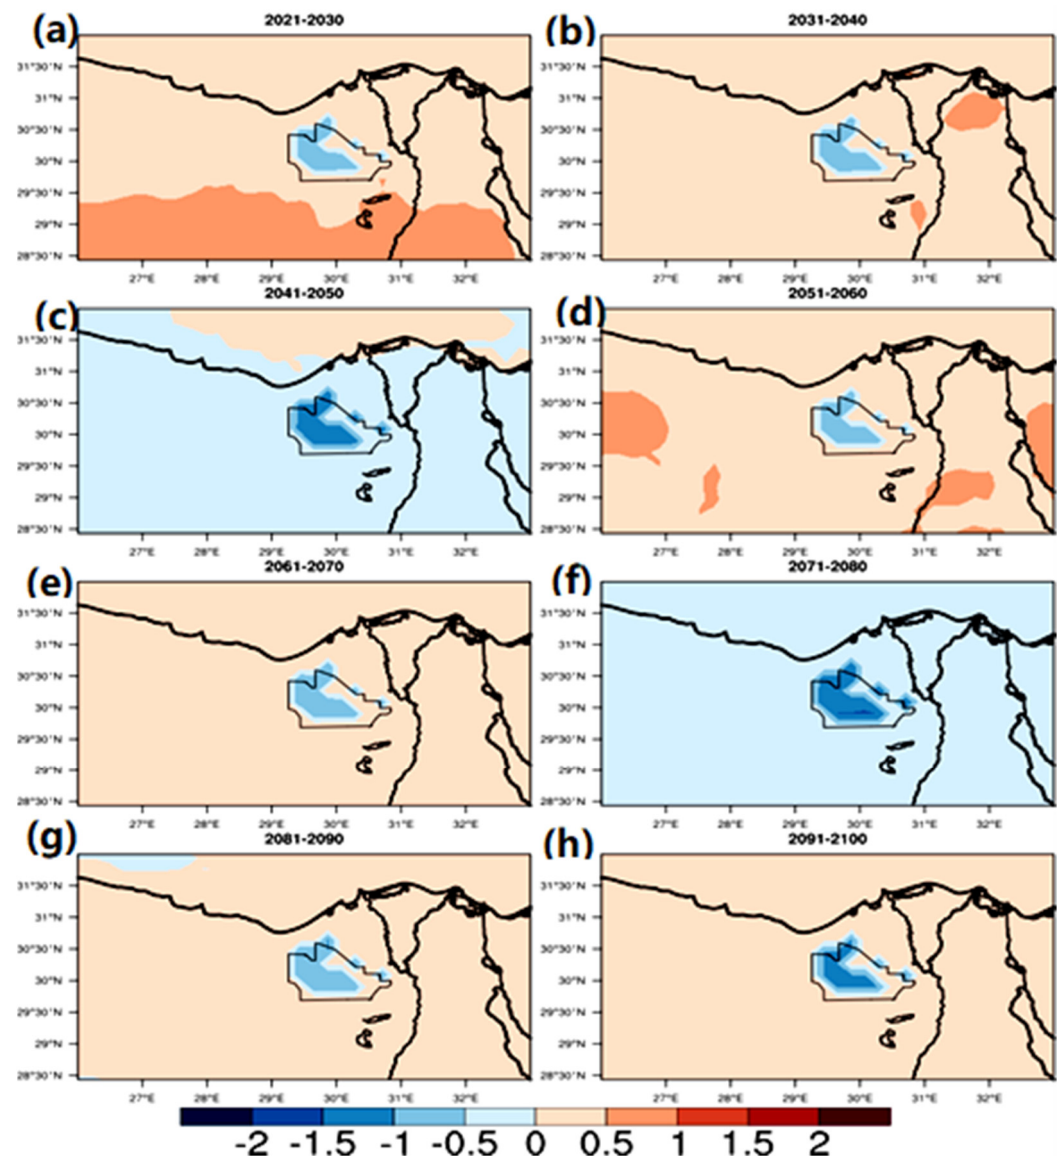 (a) 2021-2030 (b) 2031-2040
31°30'N 31°30'N
31°N 31°N
30°30'N 30°30'N
30°N 30°N
29°30'N 29°30'N
29°N 29°N
28°30'N 28°30'N
27°E 28°E 29°E 30°E 31°E 32°E 27°E 28°E 29°E 30°E 31°E 32°E
(c) 2041-2050 (d) 2051-2060
31°30'N 31°30'N
31°N 31°N
30°30'N 30°30'N
30°N 30°N
29°30'N 29°30'N
29°N 29°N
28°30'N 28°30'N
27°E 28°E 29°E 30°E 31°E 32°E 27°E 28°E 29°E 30°E 31°E 32°E
(e) 2061-2070 (f) 2071-2080
31°30'N 31°30'N
31°N 31°N
30°30'N 30°30'N
30°N 30°N
29°30'N 29°30'N
29°N 29°N
28°30'N 28°30'N
27°E 28°E 29°E 30°E 31°E 32°E 27°E 28°E 29°E 30°E 31°E 32°E
(g) 2081-2090 (h) 2091-2100
31°30'N 31°30'N
31°N 31°N
30°30'N 30°30'N
30°N 30°N
29°30'N 29°30'N
29°N 29°N
28°30'N 28°30'N
27°E 28°E 29°E 30°E 31°E 32°E 27°E 28°E 29°E 30°E 31°E 32°E
-2 -1.5 -1 -0.5 0 0.5 1 1.5 2